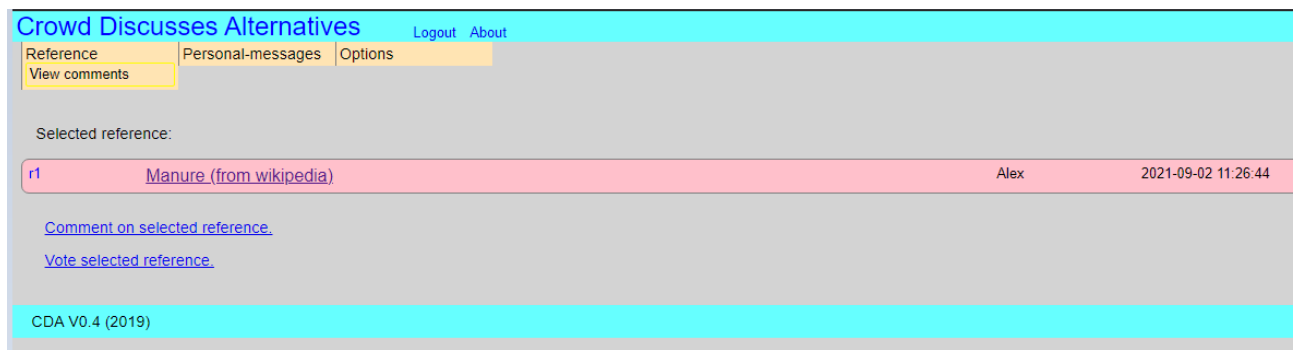 Crowd Discusses Alternatives Logout About
Reference Personal-messages Options
View comments
Selected reference:
r1 Manure (from wikipedia) Alex 2021-09-02 11:26:44
Comment on selected reference.
Vote selected reference.
CDA V0.4 (2019)